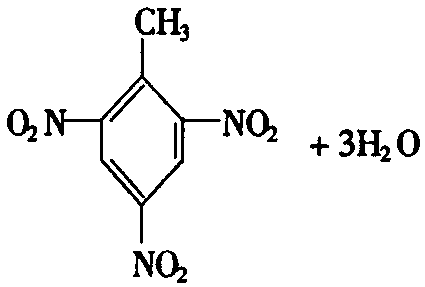 CH₃
O₂N
NO₂
+ 3H₂O
NO₂